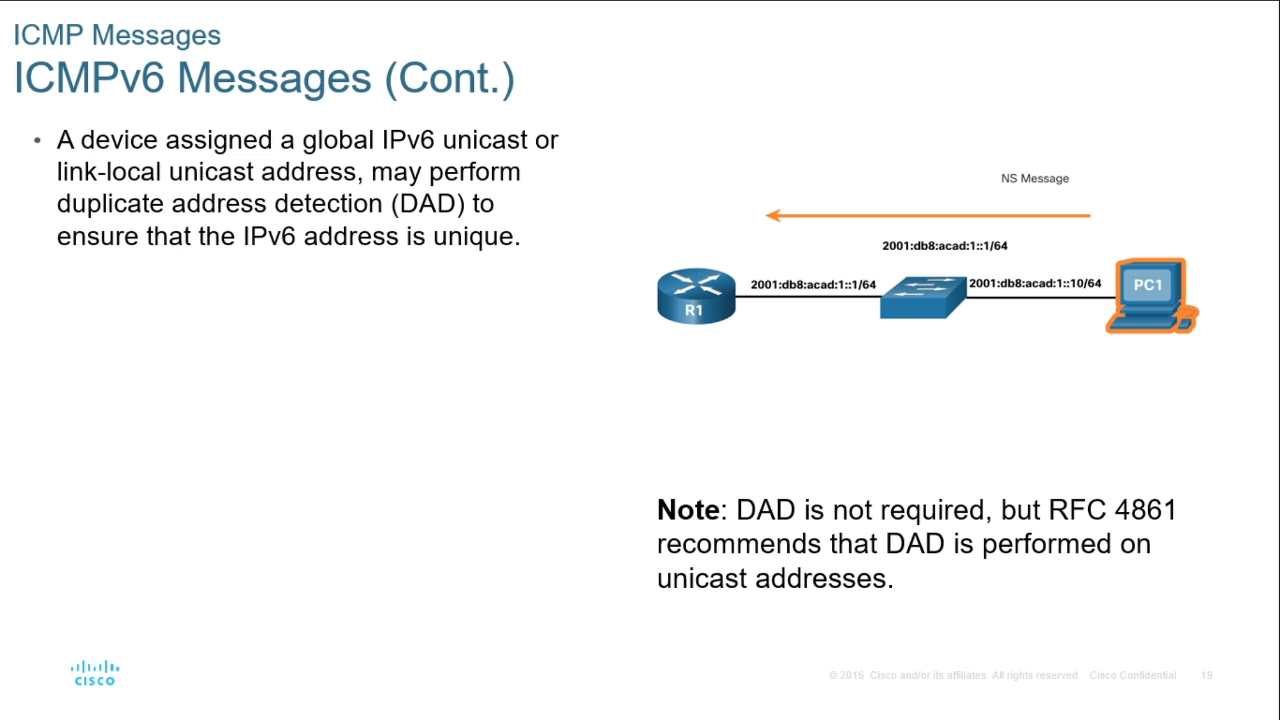 ICMP Messages
ICMPv6 Messages (Cont.)
• A device assigned a global IPv6 unicast or
link-local unicast address, may perform
duplicate address detection (DAD) to
ensure that the IPv6 address is unique.
NS Message
2001:db8:acad:1::1/64
2001:db8:acad:1::1/64
2001:db8:acad:1::10/64
R1
PC1
Note: DAD is not required, but RFC 4861
recommends that DAD is performed on
unicast addresses.
CISCO
© 2016 Cisco and/or its affiliates. All rights reserved. Cisco Confidential
19